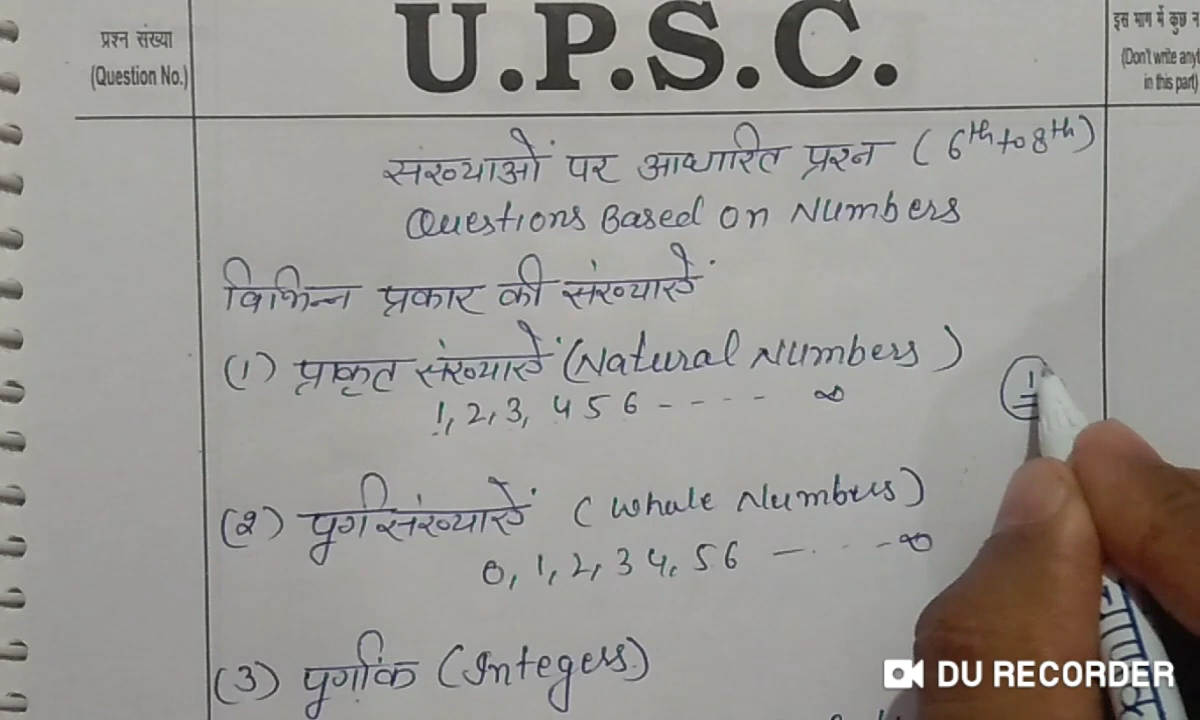 प्रश्न संख्या
(Question No.)
U.P.S.C.
इस भाग में कुछ न
(Don't write anyt
in this part)
संख्याओं पर आधारित प्रश्न ( 6th to 8th)
Questions Based on Numbers
विभिन्न प्रकार की संख्याऐं
(1) प्राकृत संख्याऐं (Natural Numbers)
1, 2, 3, 4 5 6 - - - - ∞
1
(2) पूर्ण संख्याऐं (Whole Numbers)
0, 1, 2, 3 4, 5 6 - - - - ∞
(3) पूर्णांक (Integers)
DU RECORDER